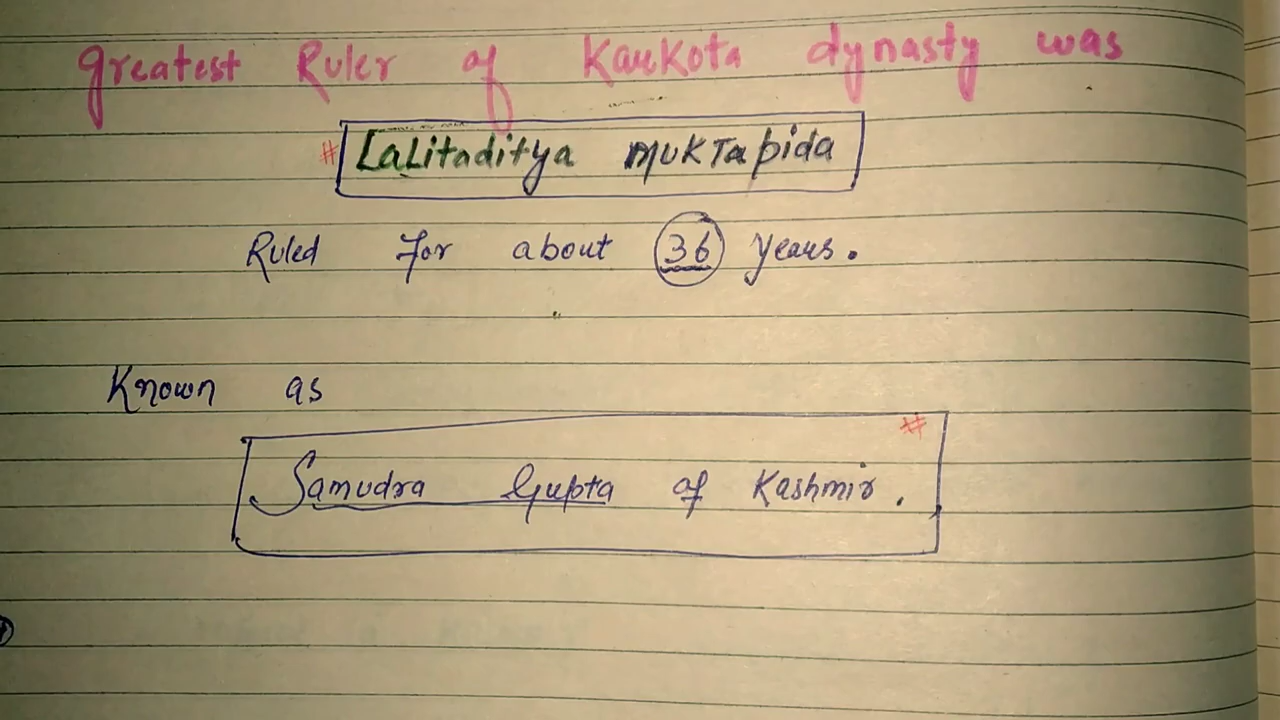 Greatest Ruler of Karkota dynasty was
# Lalitaditya Muktapida
Ruled for about 36 years.
Known as
#
Samudra Gupta of Kashmir.